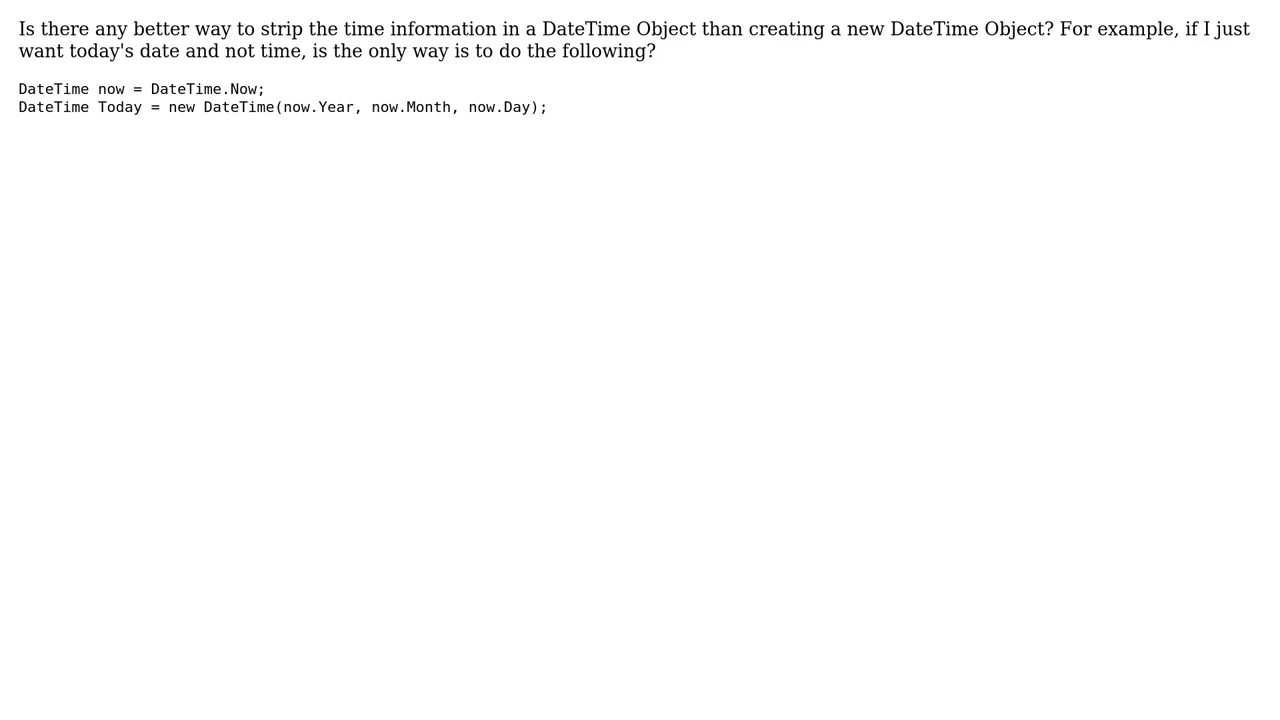 Is there any better way to strip the time information in a DateTime Object than creating a new DateTime Object? For example, if I just
want today's date and not time, is the only way is to do the following?
DateTime now = DateTime.Now;
DateTime Today = new DateTime(now.Year, now.Month, now.Day);